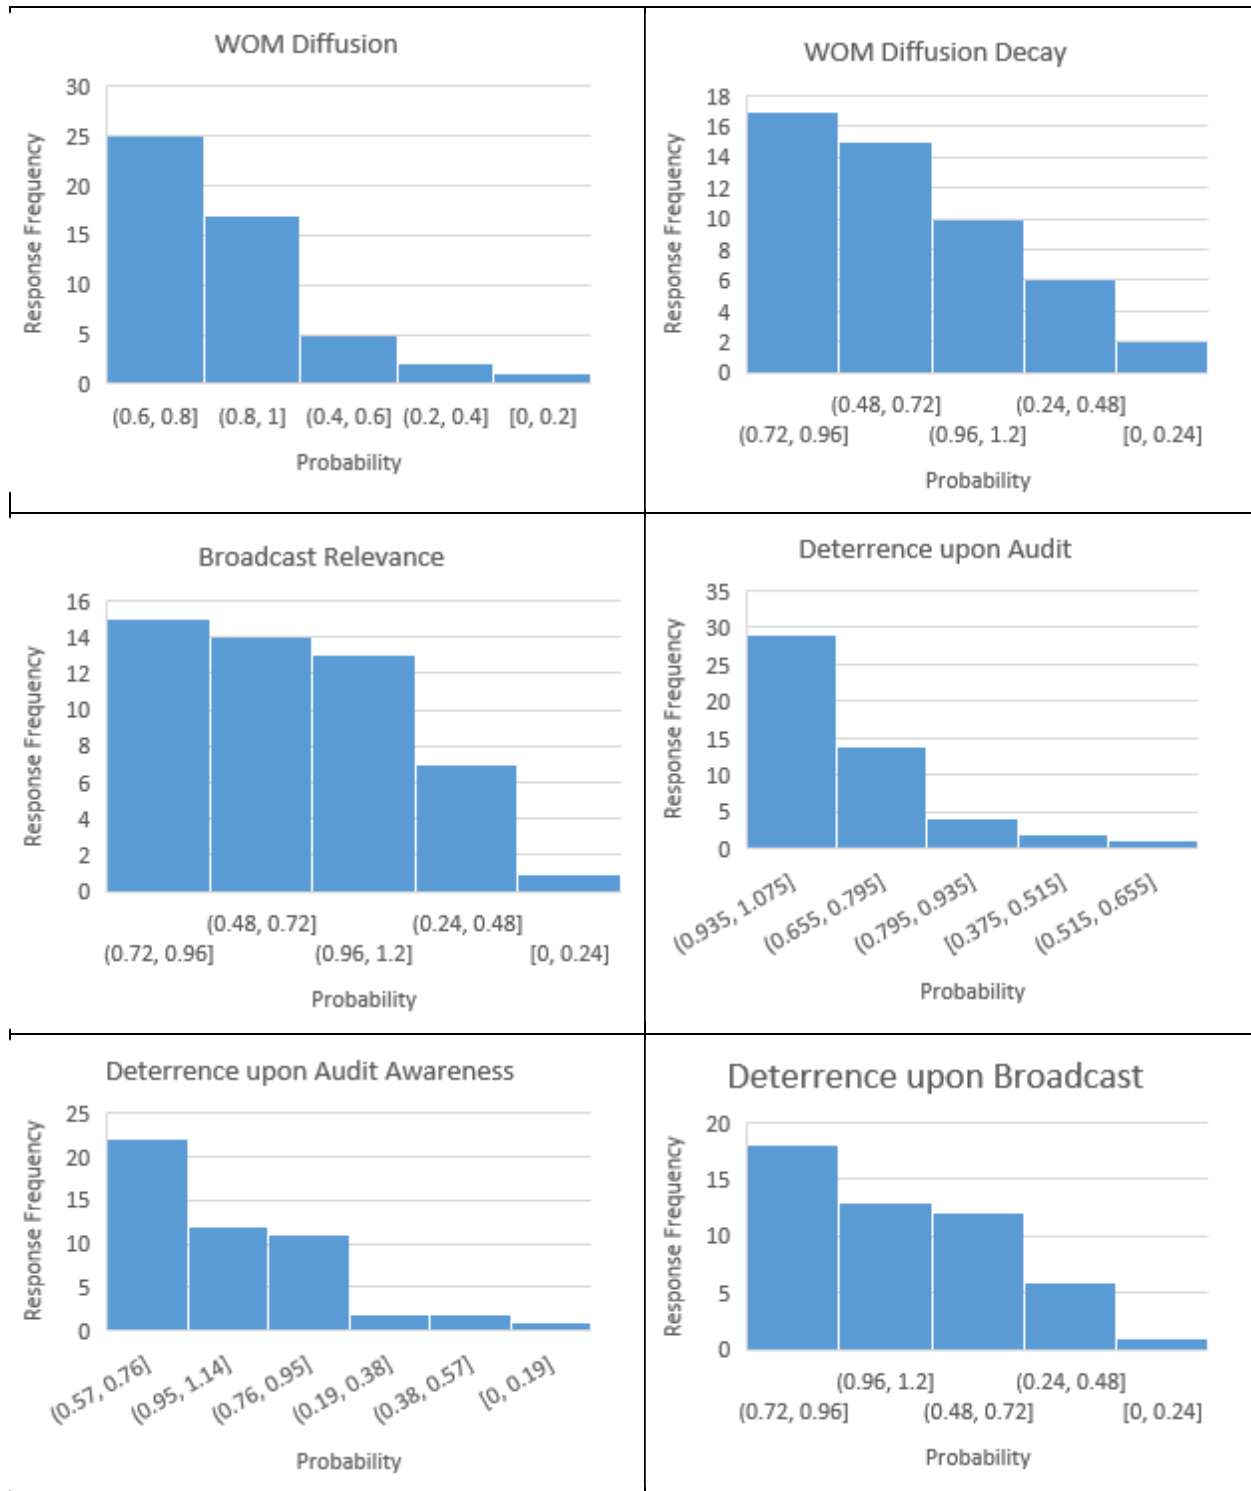 WOM Diffusion
Response Frequency
30
25
20
15
10
5
0
(0.6, 0.8] (0.8, 1] (0.4, 0.6] (0.2, 0.4] [0, 0.2]
Probability
WOM Diffusion Decay
Response Frequency
18
16
14
12
10
8
6
4
2
0
(0.48, 0.72] (0.24, 0.48]
(0.72, 0.96] (0.96, 1.2] [0, 0.24]
Probability
Broadcast Relevance
Response Frequency
16
14
12
10
8
6
4
2
0
(0.48, 0.72] (0.24, 0.48]
(0.72, 0.96] (0.96, 1.2] [0, 0.24]
Probability
Deterrence upon Audit
Response Frequency
35
30
25
20
15
10
5
0
(0.935, 1.075] (0.655, 0.795] (0.795, 0.935] [0.375, 0.515] (0.515, 0.655]
Probability
Deterrence upon Audit Awareness
Response Frequency
25
20
15
10
5
0
(0.57, 0.76] (0.95, 1.14] (0.76, 0.95] (0.19, 0.38] (0.38, 0.57] [0, 0.19]
Probability
Deterrence upon Broadcast
Response Frequency
20
15
10
5
0
(0.96, 1.2] (0.24, 0.48]
(0.72, 0.96] (0.48, 0.72] [0, 0.24]
Probability